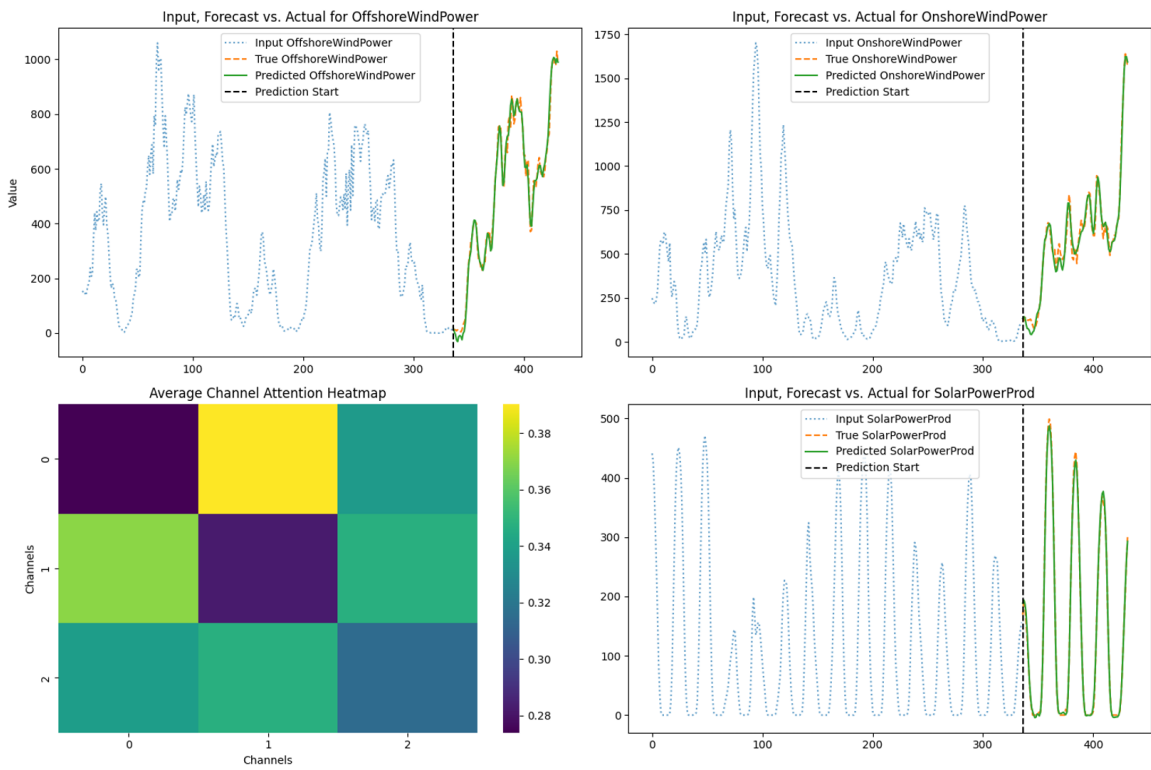 Input, Forecast vs. Actual for OffshoreWindPower
Input OffshoreWindPower
True OffshoreWindPower
Predicted OffshoreWindPower
Prediction Start
Value
1000
800
600
400
200
0
0
100
200
300
400
Input, Forecast vs. Actual for OnshoreWindPower
Input OnshoreWindPower
True OnshoreWindPower
Predicted OnshoreWindPower
Prediction Start
1750
1500
1250
1000
750
500
250
0
0
100
200
300
400
Average Channel Attention Heatmap
Channels
0
1
2
0
1
2
Channels
0.38
0.36
0.34
0.32
0.30
0.28
Input, Forecast vs. Actual for SolarPowerProd
Input SolarPowerProd
True SolarPowerProd
Predicted SolarPowerProd
Prediction Start
500
400
300
200
100
0
0
100
200
300
400